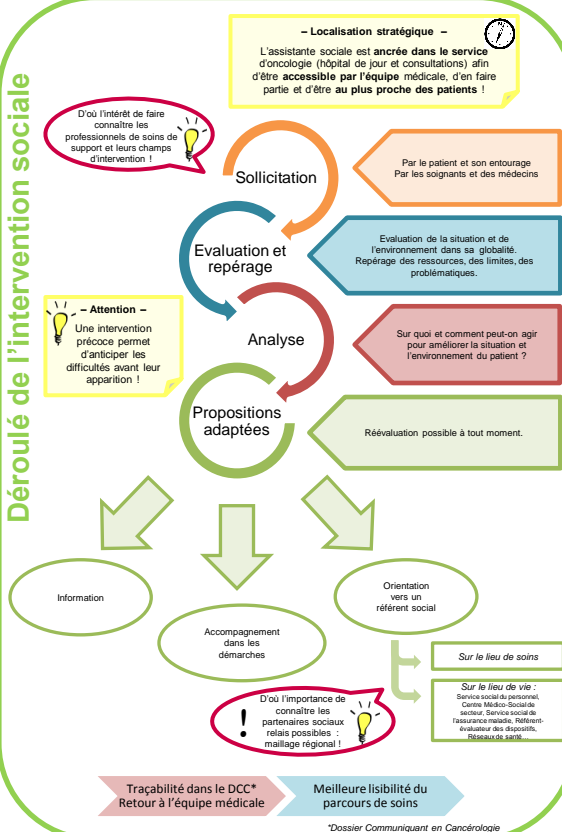 Déroulé de l'intervention sociale
– Localisation stratégique –
L'assistante sociale est ancrée dans le service
d'oncologie (hôpital de jour et consultations) afin
d'être accessible par l'équipe médicale, d'en faire
partie et d'être au plus proche des patients !
D'où l'intérêt de faire
connaître les
professionnels de soins de
support et leurs champs
d'intervention !
Sollicitation
Par le patient et son entourage
Par les soignants et des médecins
Evaluation et
repérage
Evaluation de la situation et de
l'environnement dans sa globalité.
Repérage des ressources, des limites, des
problématiques.
– Attention –
Une intervention
précoce permet
d'anticiper les
difficultés avant leur
apparition !
Analyse
Sur quoi et comment peut-on agir
pour améliorer la situation et
l'environnement du patient ?
Propositions
adaptées
Réévaluation possible à tout moment.
Information
Accompagnement
dans les
démarches
Orientation
vers un
référent social
Sur le lieu de soins
Sur le lieu de vie :
Service social du personnel,
Centre Médico-Social de
secteur, Service social de
l'assurance maladie, Référent-
évaluateur des dispositifs,
Réseaux de santé…
!
D'où l'importance de
connaître les
partenaires sociaux
relais possibles :
maillage régional !
Traçabilité dans le DCC*
Retour à l'équipe médicale
Meilleure lisibilité du
parcours de soins
*Dossier Communiquant en Cancérologie